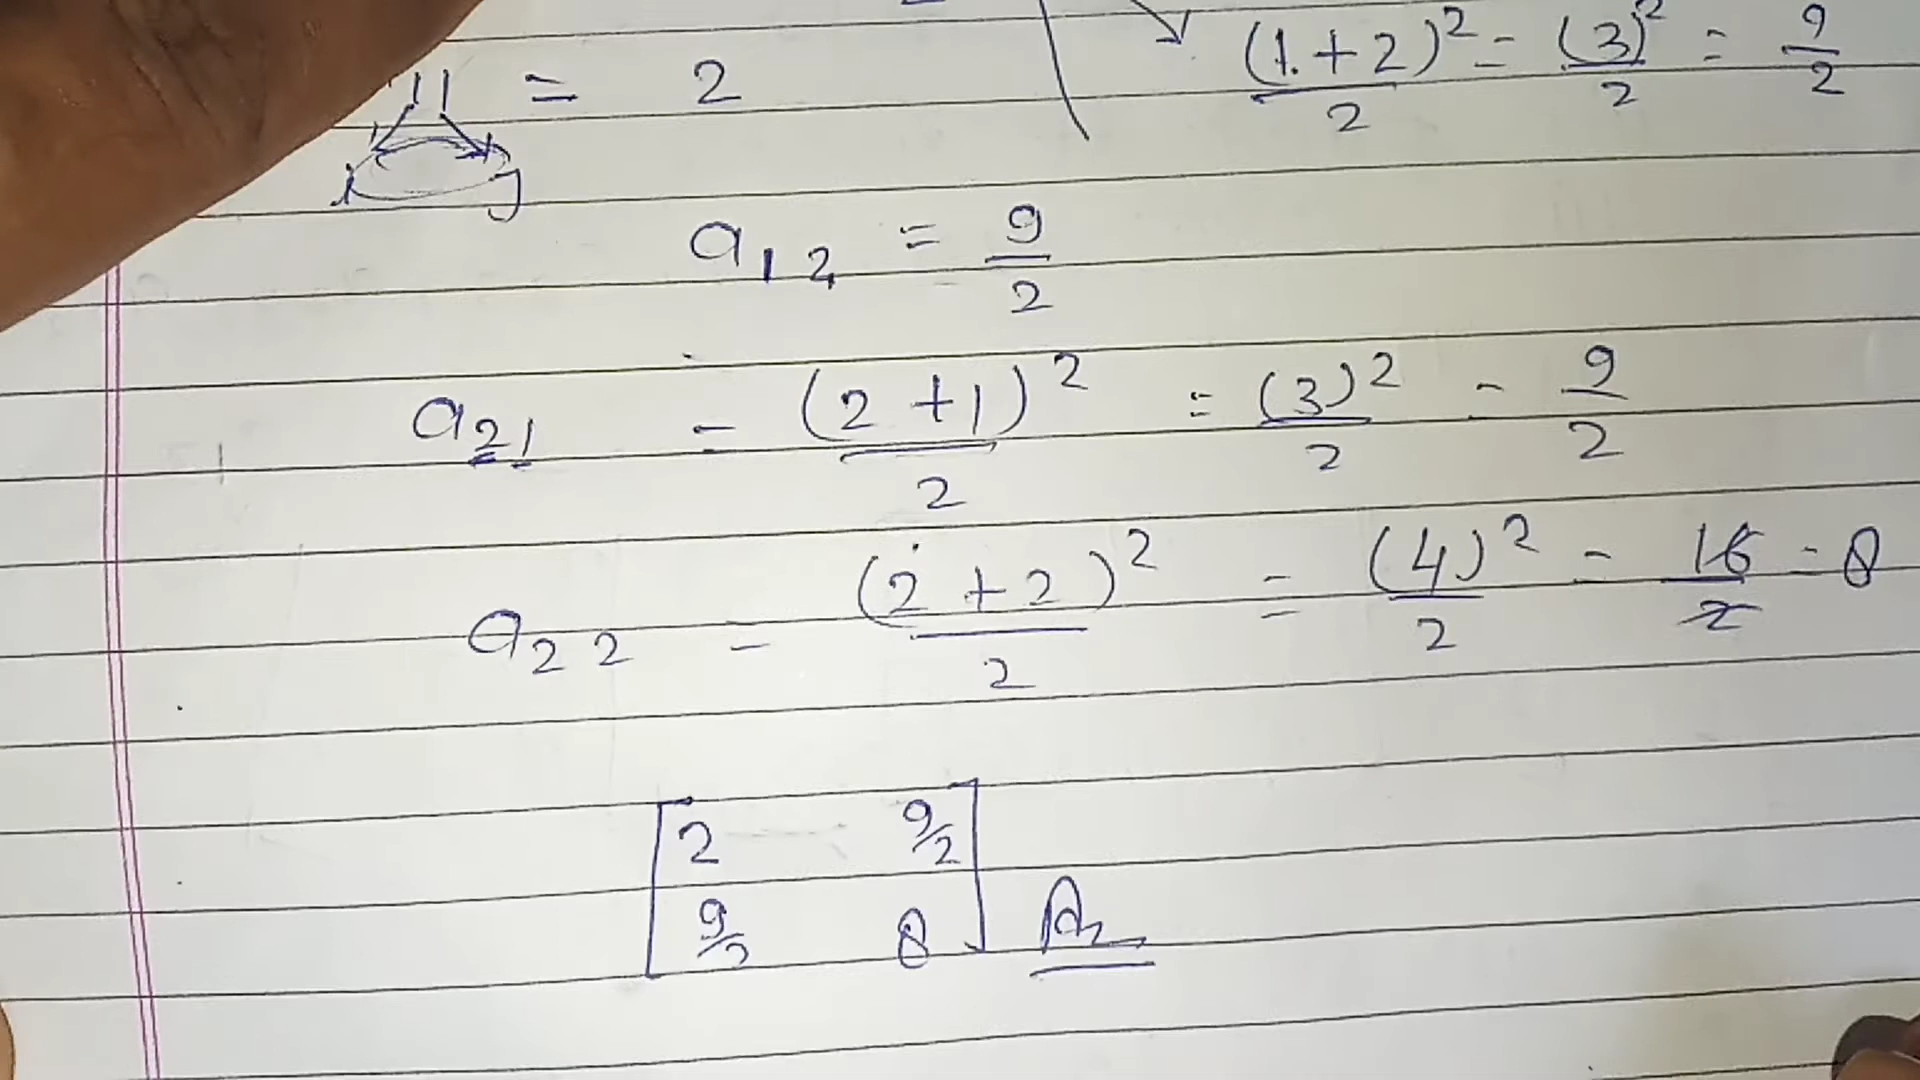 11 = 2
(1+2)²/2 = (3)²/2 = 9/2
i j
a12 = 9/2
a21 = (2+1)²/2 = (3)²/2 = 9/2
a22 = (2+2)²/2 = (4)²/2 = 16/2 = 8
[2 9/2
9/2 8]